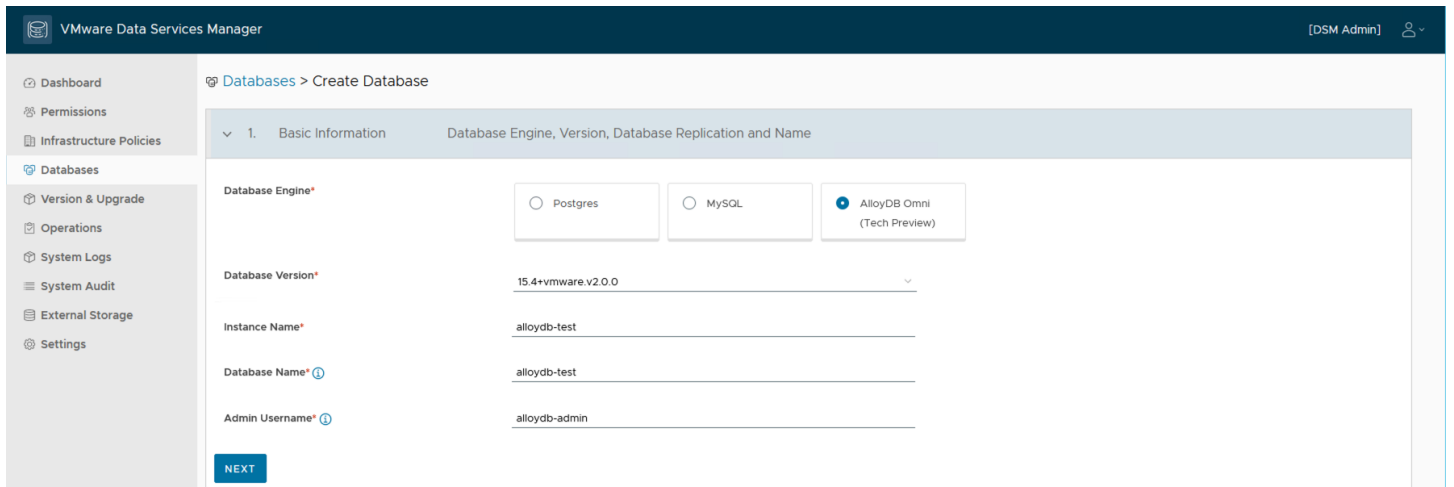 VMware Data Services Manager
[DSM Admin]
Dashboard
Permissions
Infrastructure Policies
Databases
Version & Upgrade
Operations
System Logs
System Audit
External Storage
Settings
Databases > Create Database
1. Basic Information Database Engine, Version, Database Replication and Name
Database Engine*
Postgres
MySQL
AlloyDB Omni
(Tech Preview)
Database Version*
15.4+vmware.v2.0.0
Instance Name*
alloydb-test
Database Name*
alloydb-test
Admin Username*
alloydb-admin
NEXT